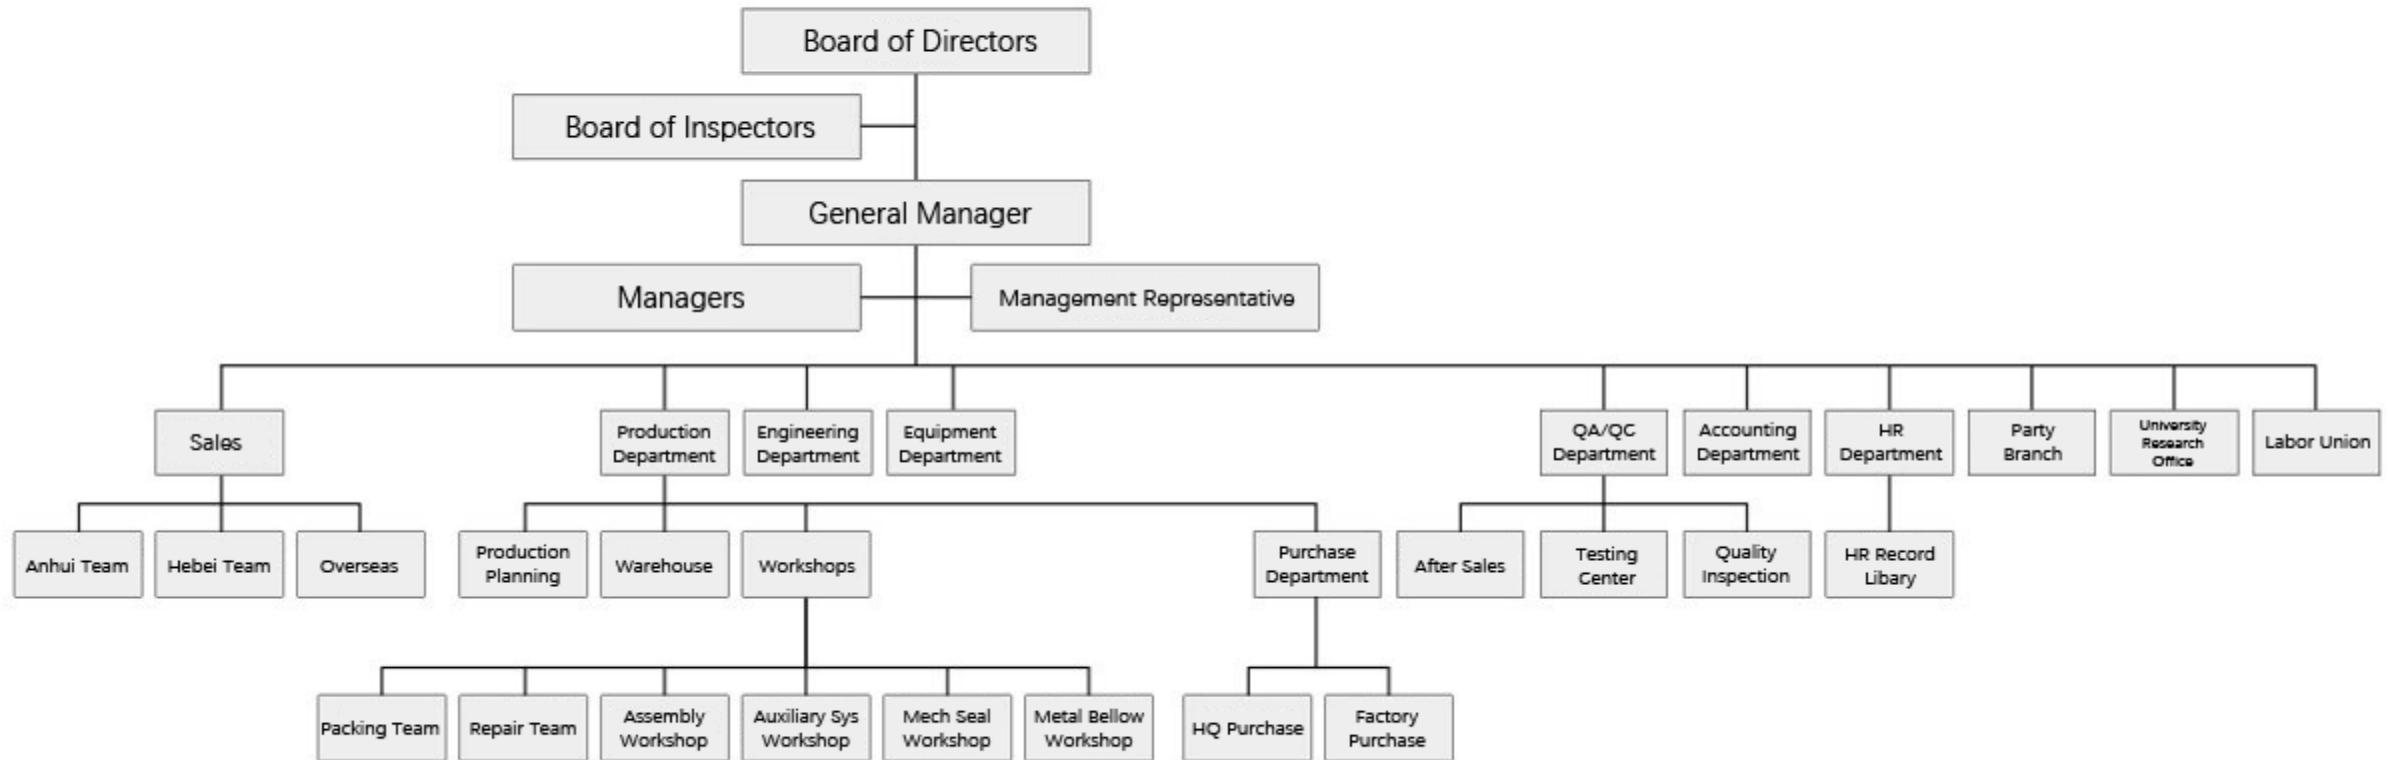 Board of Directors
Board of Inspectors
General Manager
Managers
Management Representative
Sales
Production
Department
Engineering
Department
Equipment
Department
QA/QC
Department
Accounting
Department
HR
Department
Party
Branch
University
Research
Office
Labor Union
Anhui Team
Hebei Team
Overseas
Production
Planning
Warehouse
Workshops
Purchase
Department
After Sales
Testing
Center
Quality
Inspection
HR Record
Libary
Packing Team
Repair Team
Assembly
Workshop
Auxiliary Sys
Workshop
Mech Seal
Workshop
Metal Bellow
Workshop
HQ Purchase
Factory
Purchase